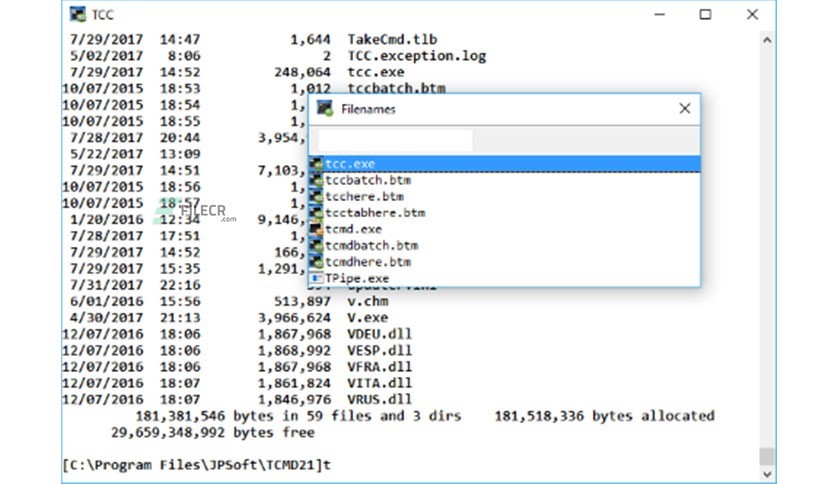 TCC
7/29/2017 14:47 1,644 TakeCmd.tlb
5/02/2017 8:06 2 TCC.exception.log
7/29/2017 14:52 248,064 tcc.exe
10/07/2015 18:53 1,012 tccbatch.btm
10/07/2015 18:54 1,
10/07/2015 18:55 1,
7/28/2017 20:44 3,954,
5/22/2017 13:09
7/29/2017 14:51 7,103,
10/07/2015 18:56 1,
10/07/2015 18:57 1,
1/20/2016 12:34 9,146,
7/28/2017 17:51 1,
7/29/2017 14:52 166,
7/29/2017 15:35 1,291,
7/31/2017 22:16
6/01/2016 15:56 513,897 v.chm
4/30/2017 21:13 3,966,624 V.exe
12/07/2016 18:06 1,867,968 VDEU.dll
12/07/2016 18:06 1,868,992 VESP.dll
12/07/2016 18:06 1,867,968 VFRA.dll
12/07/2016 18:07 1,861,824 VITA.dll
12/07/2016 18:07 1,846,976 VRUS.dll
181,381,546 bytes in 59 files and 3 dirs 181,518,336 bytes allocated
29,659,348,992 bytes free
[C:\Program Files\JPSoft\TCMD21]t
Filenames
tcc.exe
tccbatch.btm
tcchere.btm
tcctabhere.btm
tcmd.exe
tcmdbatch.btm
tcmdhere.btm
TPipe.exe
FILECR
.com